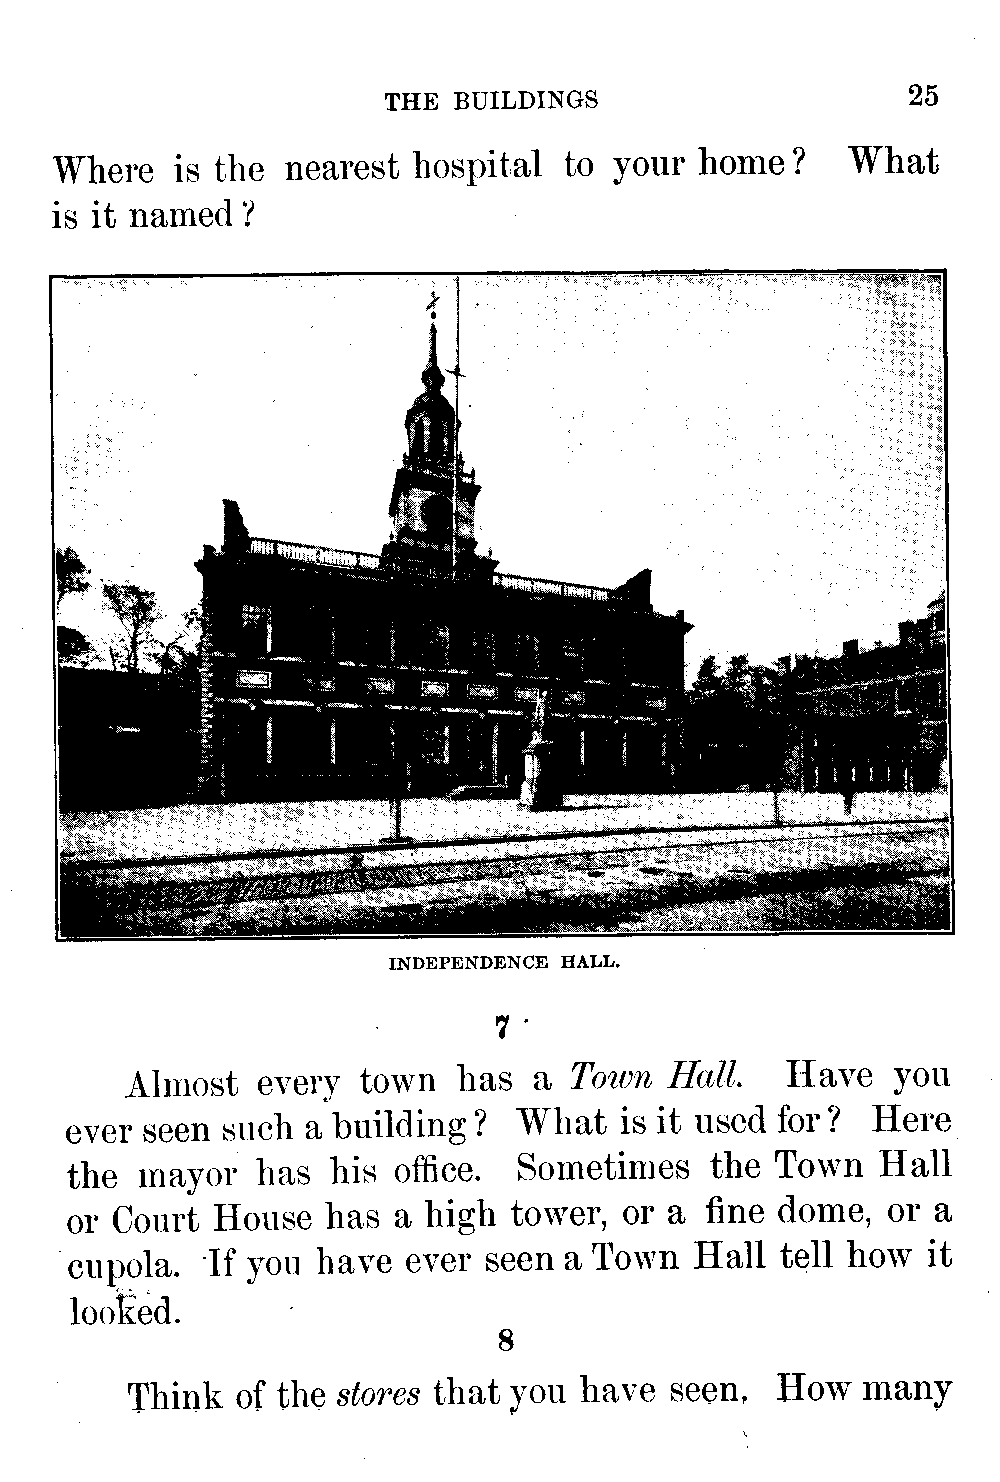 THE BUILDINGS 25
Where is the nearest hospital to your home? What
is it named?
INDEPENDENCE HALL.
7
Almost every town has a Town Hall. Have you
ever seen such a building? What is it used for? Here
the mayor has his office. Sometimes the Town Hall
or Court House has a high tower, or a fine dome, or a
cupola. If you have ever seen a Town Hall tell how it
looked.
8
Think of the stores that you have seen. How many